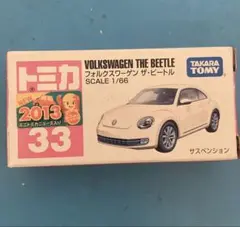 トミカ
VOLKSWAGEN THE BEETLE
フォルクスワーゲン ザ・ビートル
SCALE 1/66
TAKARA
TOMY
NEW
2013
33
サスペンション